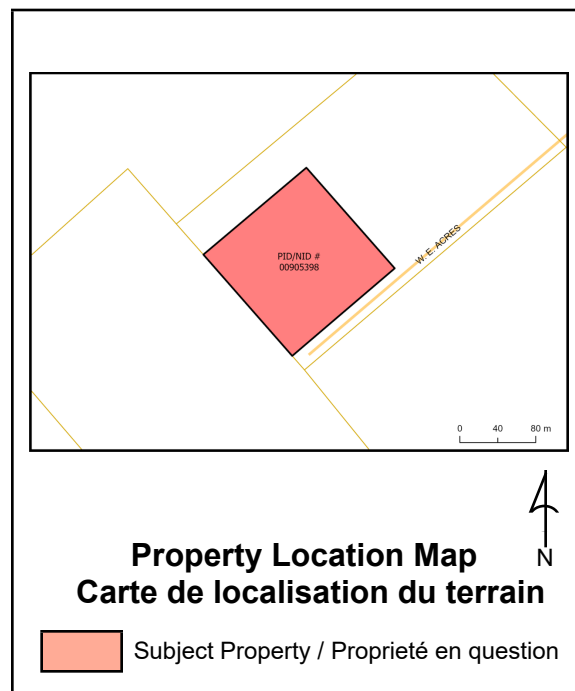 PID/NID #
00905398
W. E. ACRES
0 40 80 m
N
Property Location Map
Carte de localisation du terrain
Subject Property / Proprieté en question